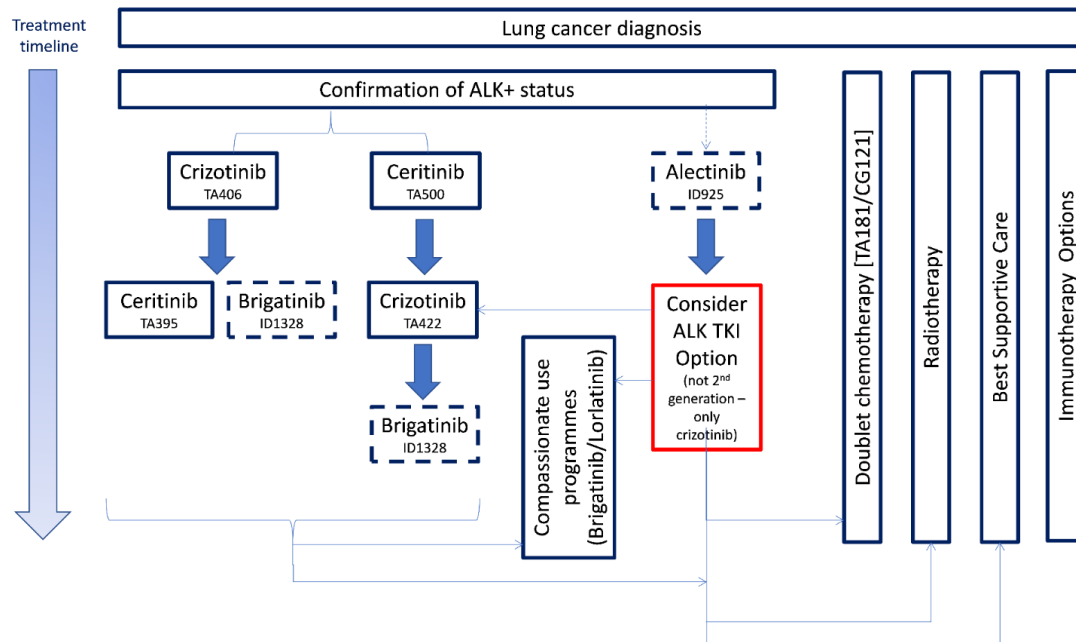 Treatment
timeline
Lung cancer diagnosis
Confirmation of ALK+ status
Crizotinib
TA406
Ceritinib
TA500
Alectinib
ID925
Ceritinib
TA395
Brigatinib
ID1328
Crizotinib
TA422
Consider
ALK TKI
Option
(not 2nd
generation –
only
crizotinib)
Brigatinib
ID1328
Compassionate use
programmes
(Brigatinib/Lorlatinib)
Doublet chemotherapy [TA181/CG121]
Radiotherapy
Best Supportive Care
Immunotherapy Options